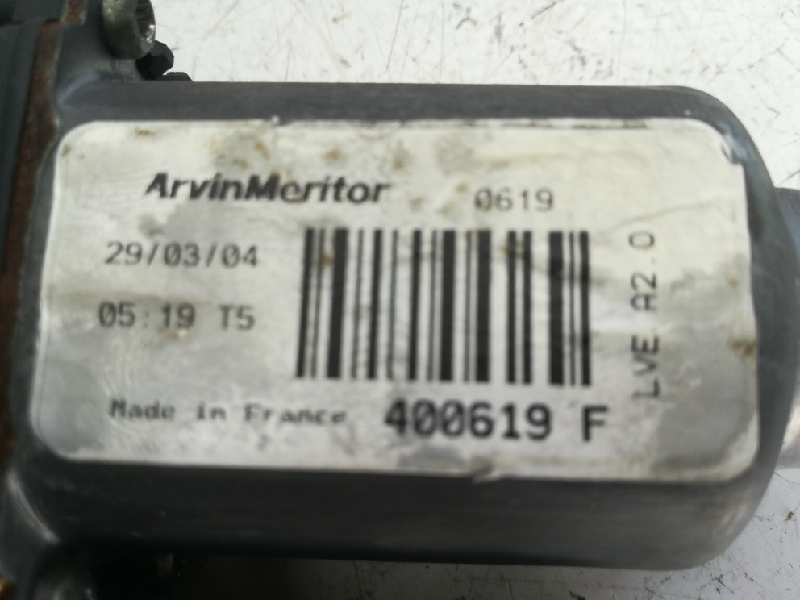 ArvinMeritor 0619
29/03/04
05:19 T5
LVE A2.0
Made in France 400619 F